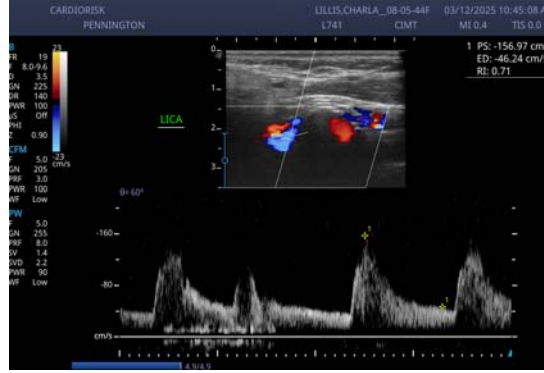 CARDIORISK LILLIS,CHARLA_08-05-44F 03/12/2025 10:45:08 A
PENNINGTON L741 CIMT MI 0.4 TIS 0.0
1 PS: -156.97 cm
ED: -46.24 cm/s
RI: 0.71
B
FR 19
F 8.0-9.6
D 3.5
GN 225
DR 140
PWR 100
µS Off
PHI
Z 0.90
CFM
F 5.0
GN 205
PRF 3.0
PWR 100
WF Low
PW
F 5.0
GN 255
PRF 8.0
SV 1.4
SVD 2.2
PWR 90
WF Low
23
-23
cm/s
0
1
2
3
LICA
θ= 60°
-160
-80
cm/s
1
1
4.9/4.9